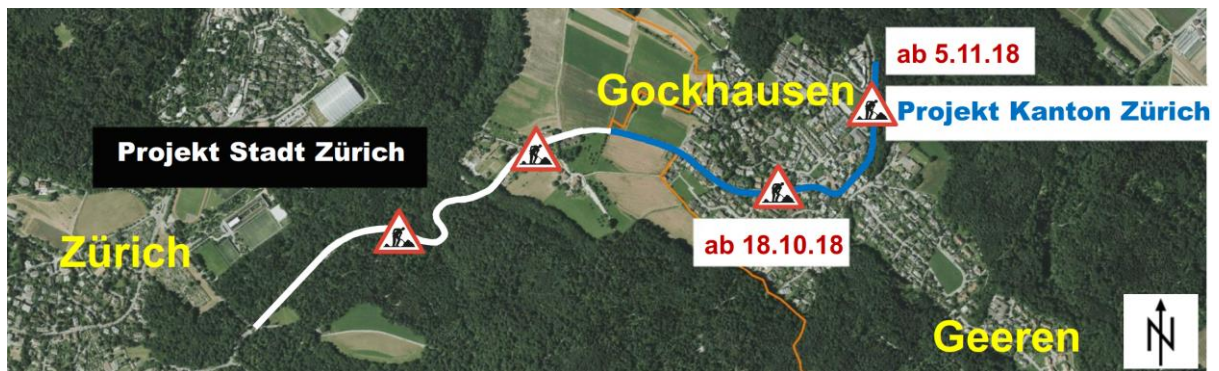 ab 5.11.18
Gockhausen
Projekt Kanton Zürich
Projekt Stadt Zürich
Zürich
ab 18.10.18
Geeren
N